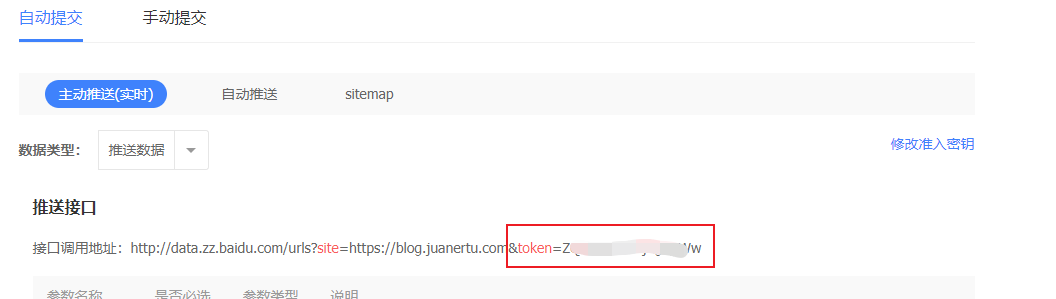 自动提交 手动提交
主动推送(实时) 自动推送 sitemap
数据类型: 推送数据 修改准入密钥
推送接口
接口调用地址: http://data.zz.baidu.com/urls?site=https://blog.juanertu.com&token=
参数名称 是否必选 参数类型 说明